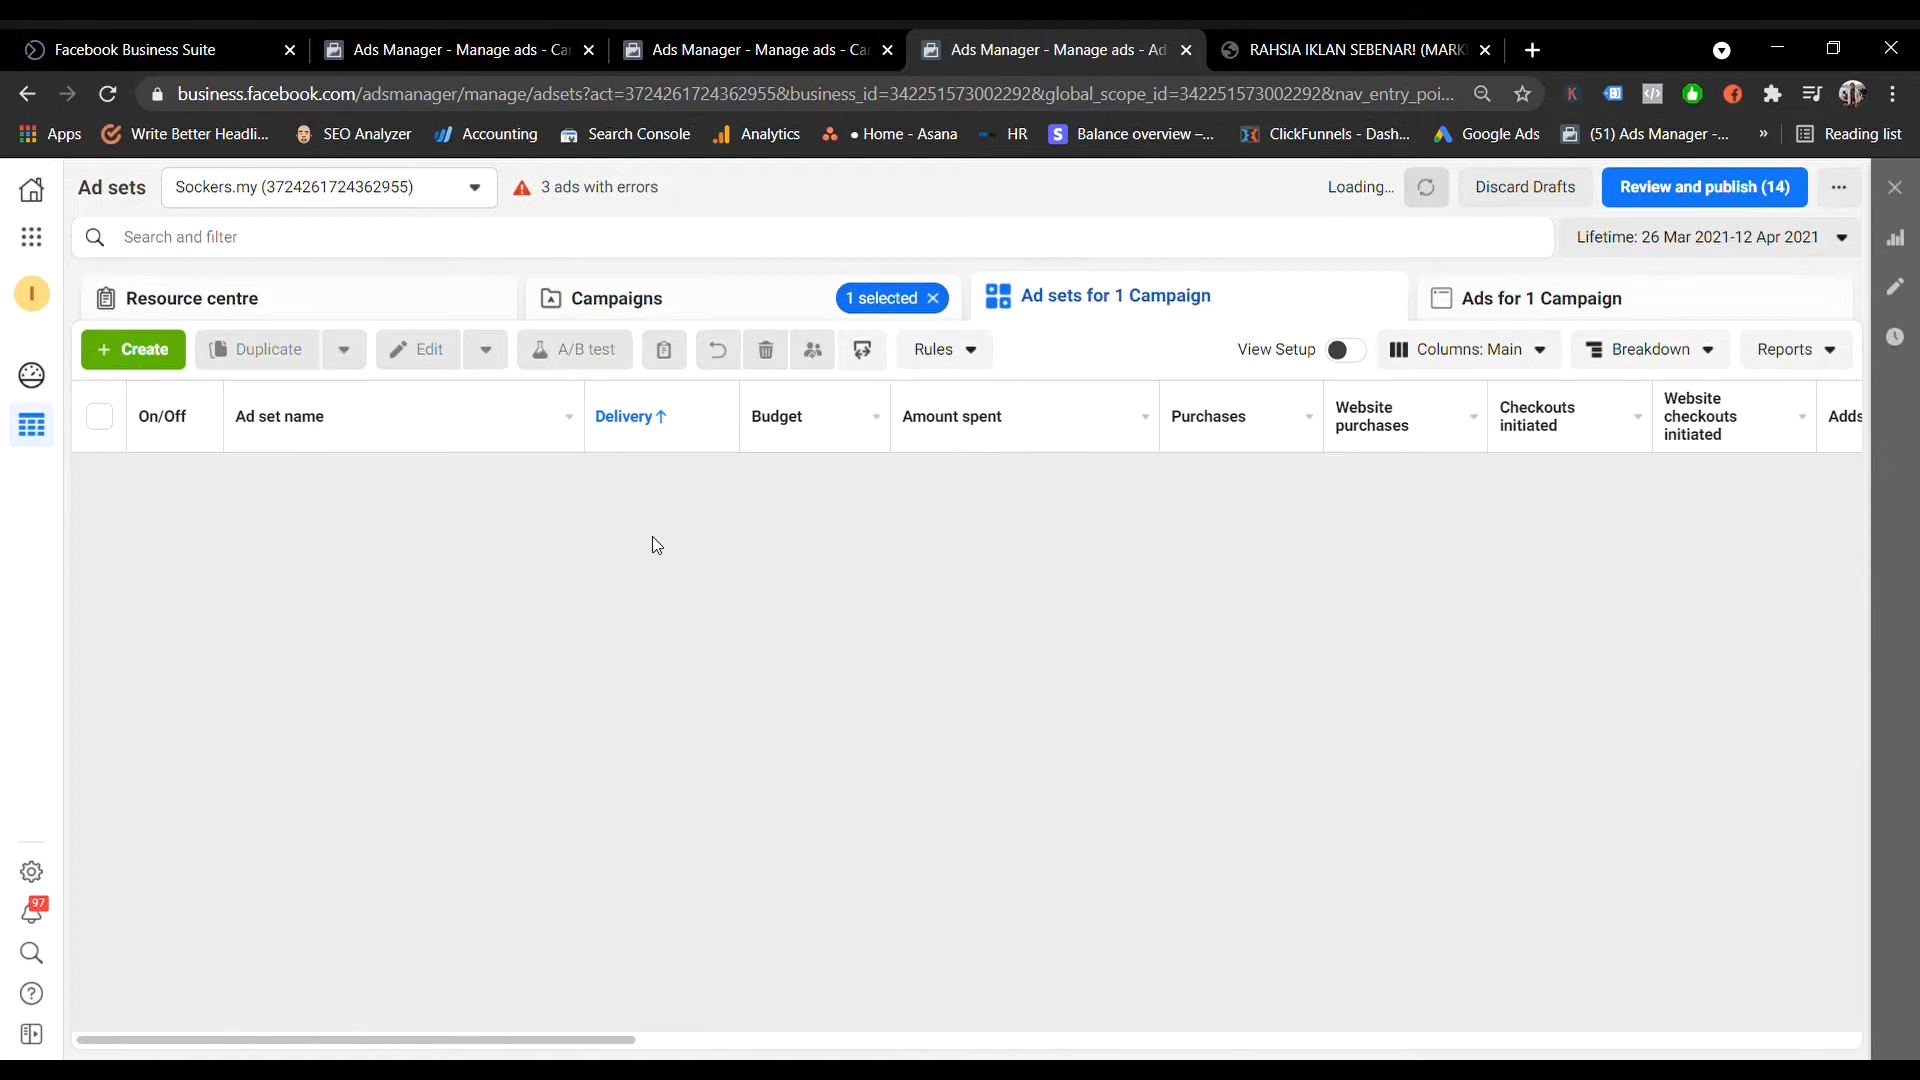 Facebook Business Suite
Ads Manager - Manage ads - Ca
Ads Manager - Manage ads - Ca
Ads Manager - Manage ads - Ad
RAHSIA IKLAN SEBENAR! (MARK
business.facebook.com/adsmanager/manage/adsets?act=3724261724362955&business_id=342251573002292&global_scope_id=342251573002292&nav_entry_poi...
Apps
Write Better Headli...
SEO Analyzer
Accounting
Search Console
Analytics
• Home - Asana
HR
S
Balance overview –...
ClickFunnels - Dash...
Google Ads
(51) Ads Manager -...
»
Reading list
Ad sets
Sockers.my (3724261724362955)
3 ads with errors
Loading...
Discard Drafts
Review and publish (14)
Search and filter
Lifetime: 26 Mar 2021-12 Apr 2021
I
Resource centre
Campaigns
1 selected
Ad sets for 1 Campaign
Ads for 1 Campaign
+ Create
Duplicate
Edit
A/B test
Rules
View Setup
Columns: Main
Breakdown
Reports
On/Off
Ad set name
Delivery↑
Budget
Amount spent
Purchases
Website
purchases
Checkouts
initiated
Website
checkouts
initiated
Adds
97